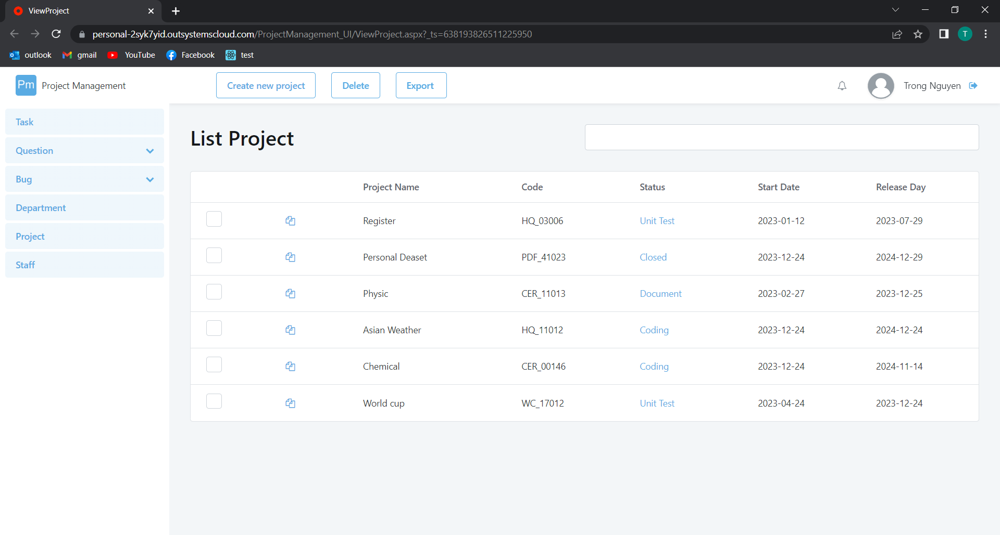 ViewProject
personal-2syk7yid.outsystemscloud.com/ProjectManagement_UI/ViewProject.aspx?_ts=638193826511225950
T
outlook gmail YouTube Facebook test
Pm Project Management
Create new project Delete Export
Trong Nguyen
Task
Question
Bug
Department
Project
Staff
List Project
Project Name Code Status Start Date Release Day
Register HQ_03006 Unit Test 2023-01-12 2023-07-29
Personal Deaset PDF_41023 Closed 2023-12-24 2024-12-29
Physic CER_11013 Document 2023-02-27 2023-12-25
Asian Weather HQ_11012 Coding 2023-12-24 2024-12-24
Chemical CER_00146 Coding 2023-12-24 2024-11-14
World cup WC_17012 Unit Test 2023-04-24 2023-12-24